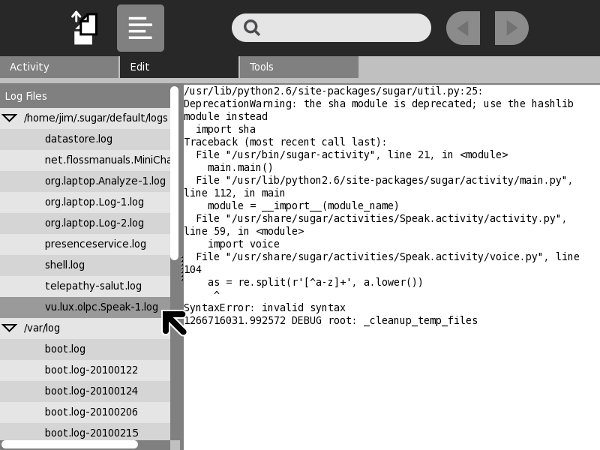 Activity
Edit
Tools
Log Files
/home/jim/.sugar/default/logs
datastore.log
net.flossmanuals.MiniCha
org.laptop.Analyze-1.log
org.laptop.Log-1.log
org.laptop.Log-2.log
presenceservice.log
shell.log
telepathy-salut.log
vu.lux.olpc.Speak-1.log
/var/log
boot.log
boot.log-20100122
boot.log-20100124
boot.log-20100206
boot.log-20100215
/usr/lib/python2.6/site-packages/sugar/util.py:25:
DeprecationWarning: the sha module is deprecated; use the hashlib
module instead
import sha
Traceback (most recent call last):
File "/usr/bin/sugar-activity", line 21, in <module>
main.main()
File "/usr/lib/python2.6/site-packages/sugar/activity/main.py",
line 112, in main
module = __import__(module_name)
File "/usr/share/sugar/activities/Speak.activity/activity.py",
line 59, in <module>
import voice
File "/usr/share/sugar/activities/Speak.activity/voice.py", line
104
as = re.split(r'[^a-z]+', a.lower())
^
SyntaxError: invalid syntax
1266716031.992572 DEBUG root: _cleanup_temp_files